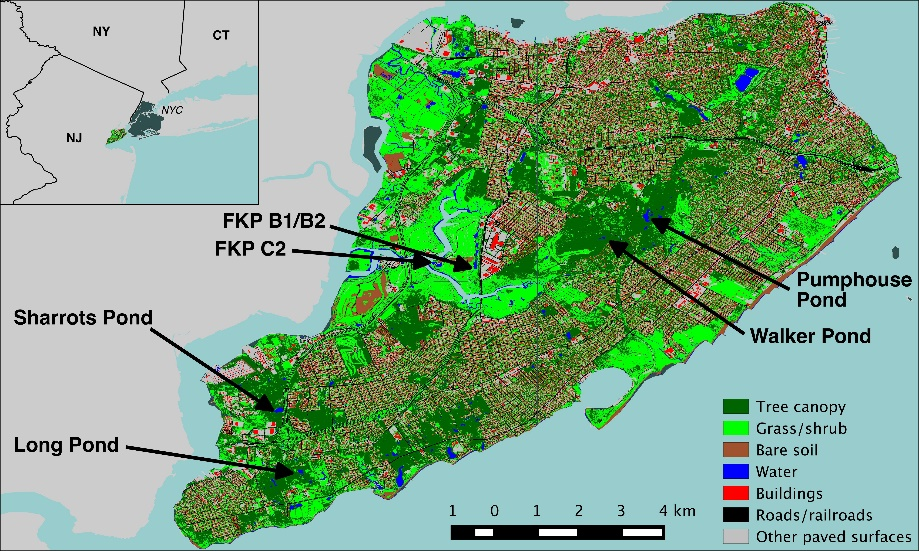 NY
CT
NYC
NJ
FKP B1/B2
FKP C2
Pumphouse
Pond
Sharrots Pond
Walker Pond
Long Pond
Tree canopy
Grass/shrub
Bare soil
Water
Buildings
Roads/railroads
Other paved surfaces
1 0 1 2 3 4 km